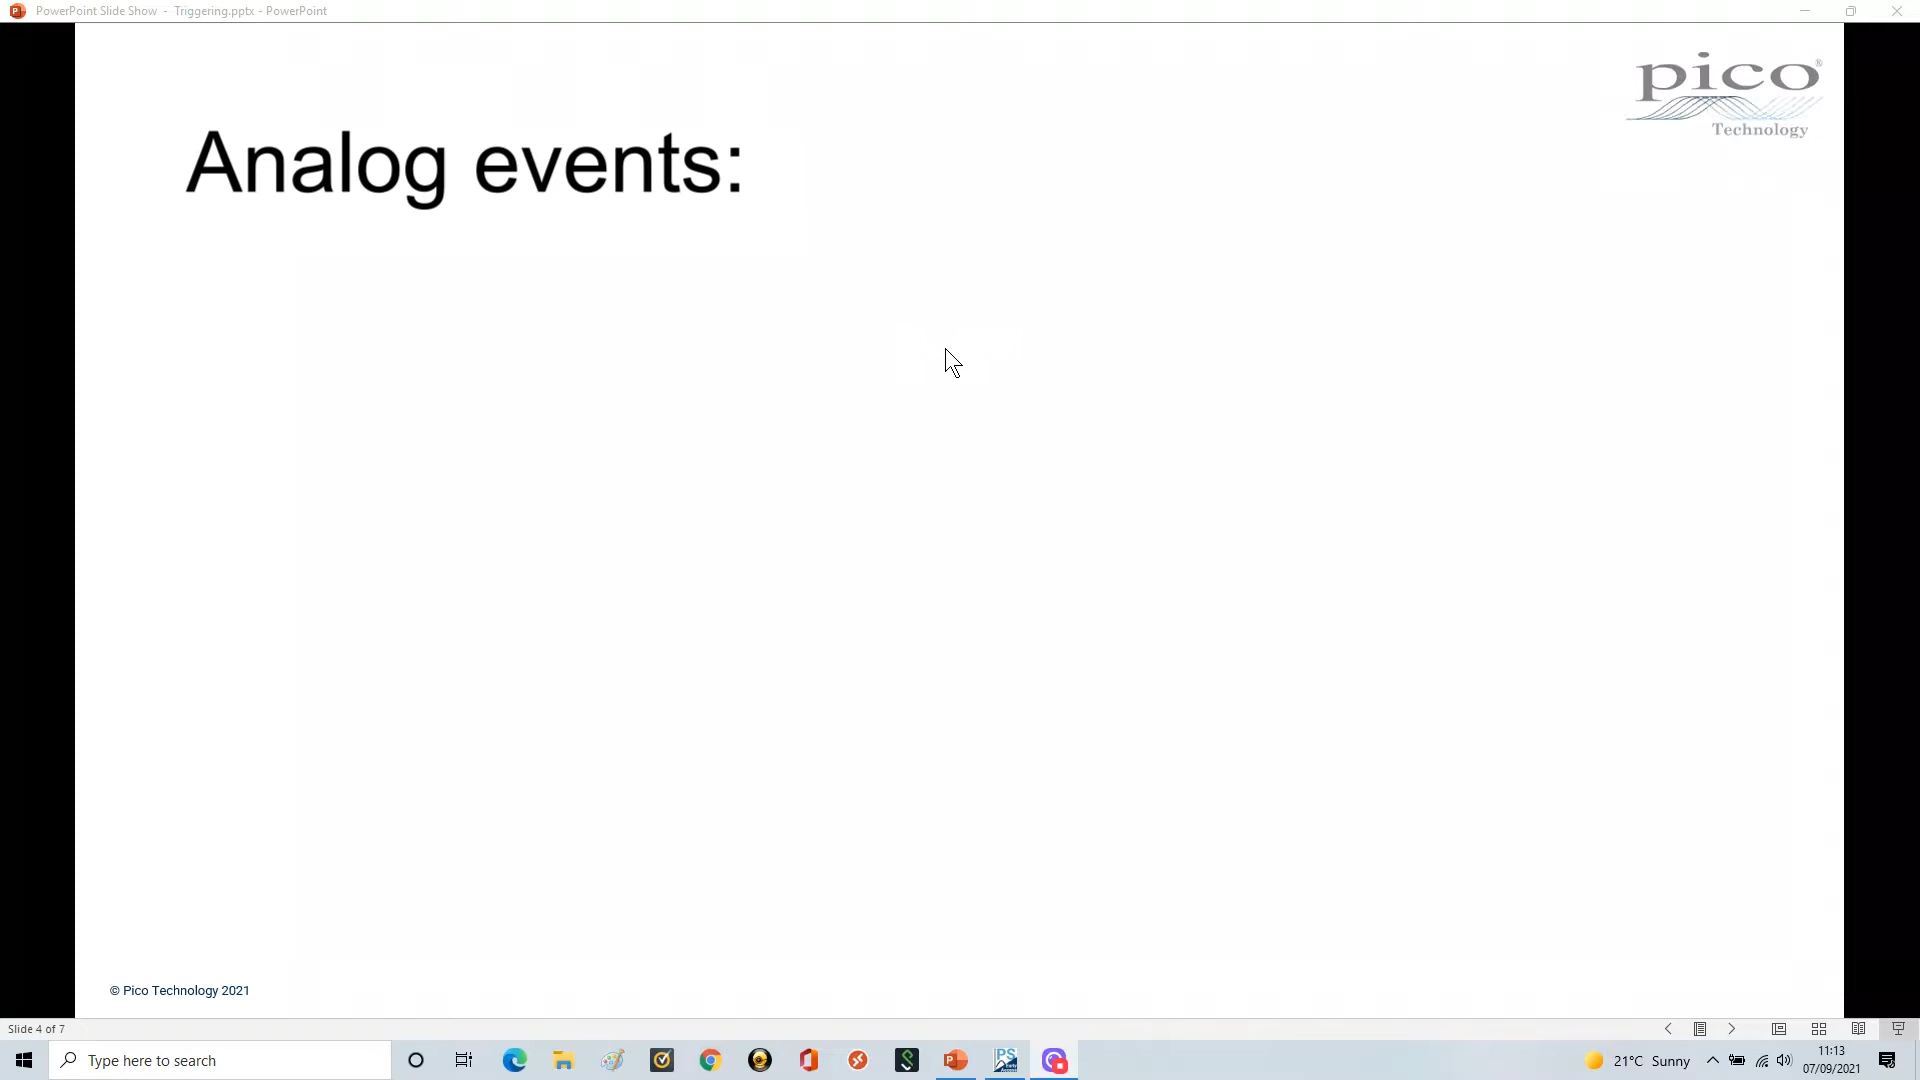 PowerPoint Slide Show - Triggering.pptx - PowerPoint
pico®
Technology
Analog events:
© Pico Technology 2021
Slide 4 of 7
Type here to search
21°C Sunny
11:13
07/09/2021